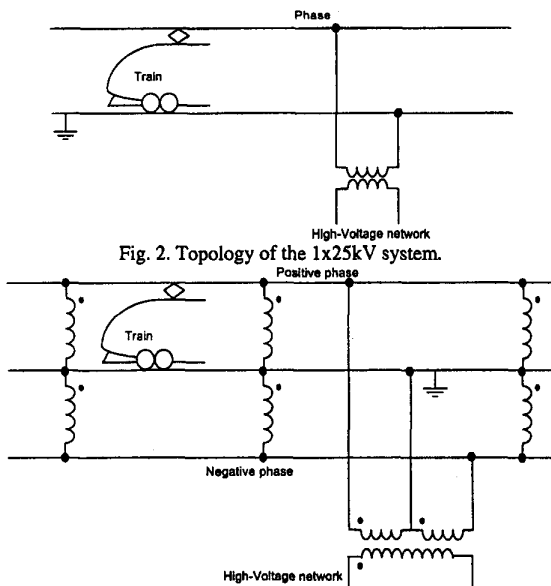 Phase
Train
High-Voltage network
Fig. 2. Topology of the 1x25kV system.
Positive phase
Train
Negative phase
High-Voltage network